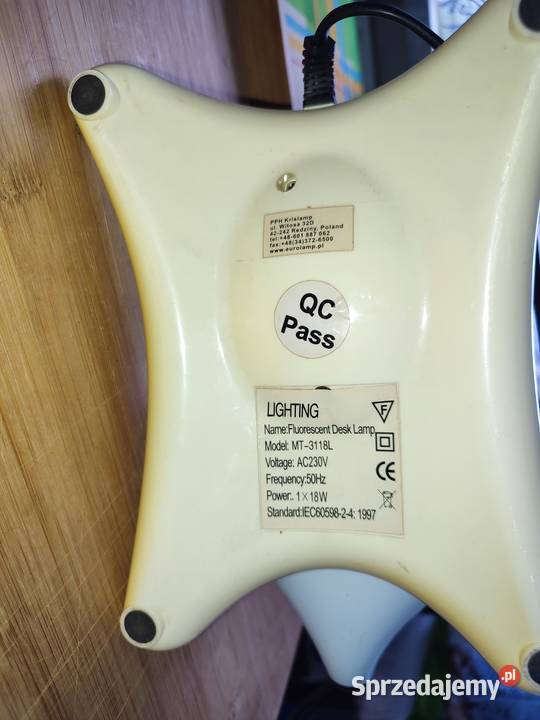 PPH Krislamp
ul. Witosa 32D
42-242 Redziny, Poland
tel:+48-601 887 062
fax:+48(34)372-6500
www.eurolamp.pl
QC
Pass
LIGHTING
F
Name:Fluorescent Desk Lamp
Model: MT-3118L
Voltage: AC230V
CE
Frequency:50Hz
Power:. 1×18W
Standard:IEC60598-2-4: 1997
Sprzedajemy.pl